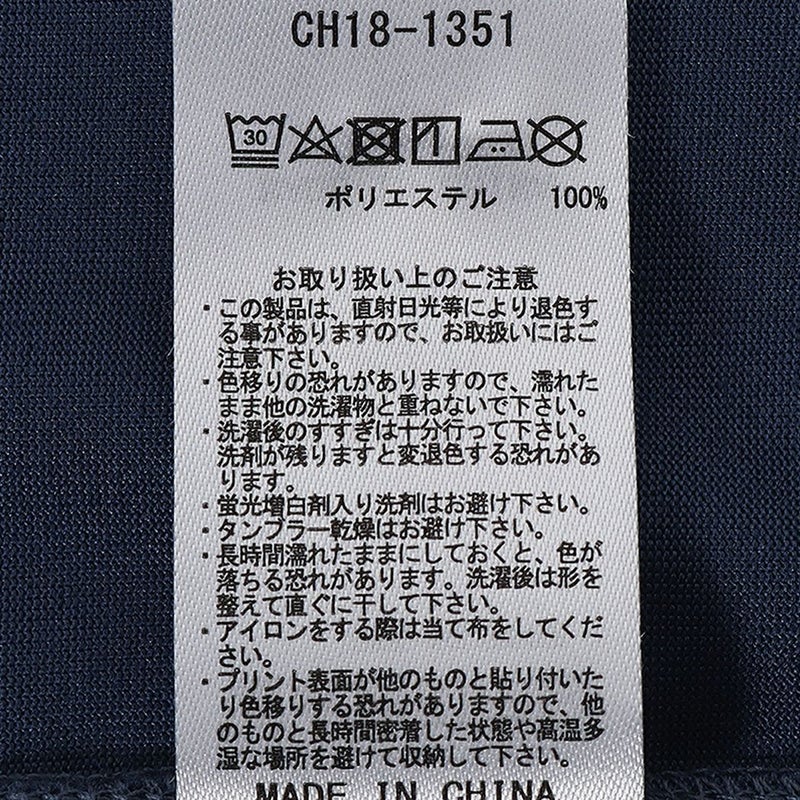 CH18-1351
30
ポリエステル 100%
お取り扱い上のご注意
・この製品は、直射日光等により退色す
る事がありますので、お取扱いにはご
注意下さい。
・色移りの恐れがありますので、濡れた
まま他の洗濯物と重ねないで下さい。
・洗濯後のすすぎは十分行って下さい。
洗剤が残りますと変退色する恐れがあ
ります。
・蛍光増白剤入り洗剤はお避け下さい。
・タンブラー乾燥はお避け下さい。
・長時間濡れたままにしておくと、色が
落ちる恐れがあります。洗濯後は形を
整えて直ぐに干して下さい。
・アイロンをする際は当て布をしてくだ
さい。
・プリント表面が他のものと貼り付いた
り色移りする恐れがありますので、他
のものと長時間密着した状態や高温多
湿な場所を避けて収納して下さい。
MADE IN CHINA